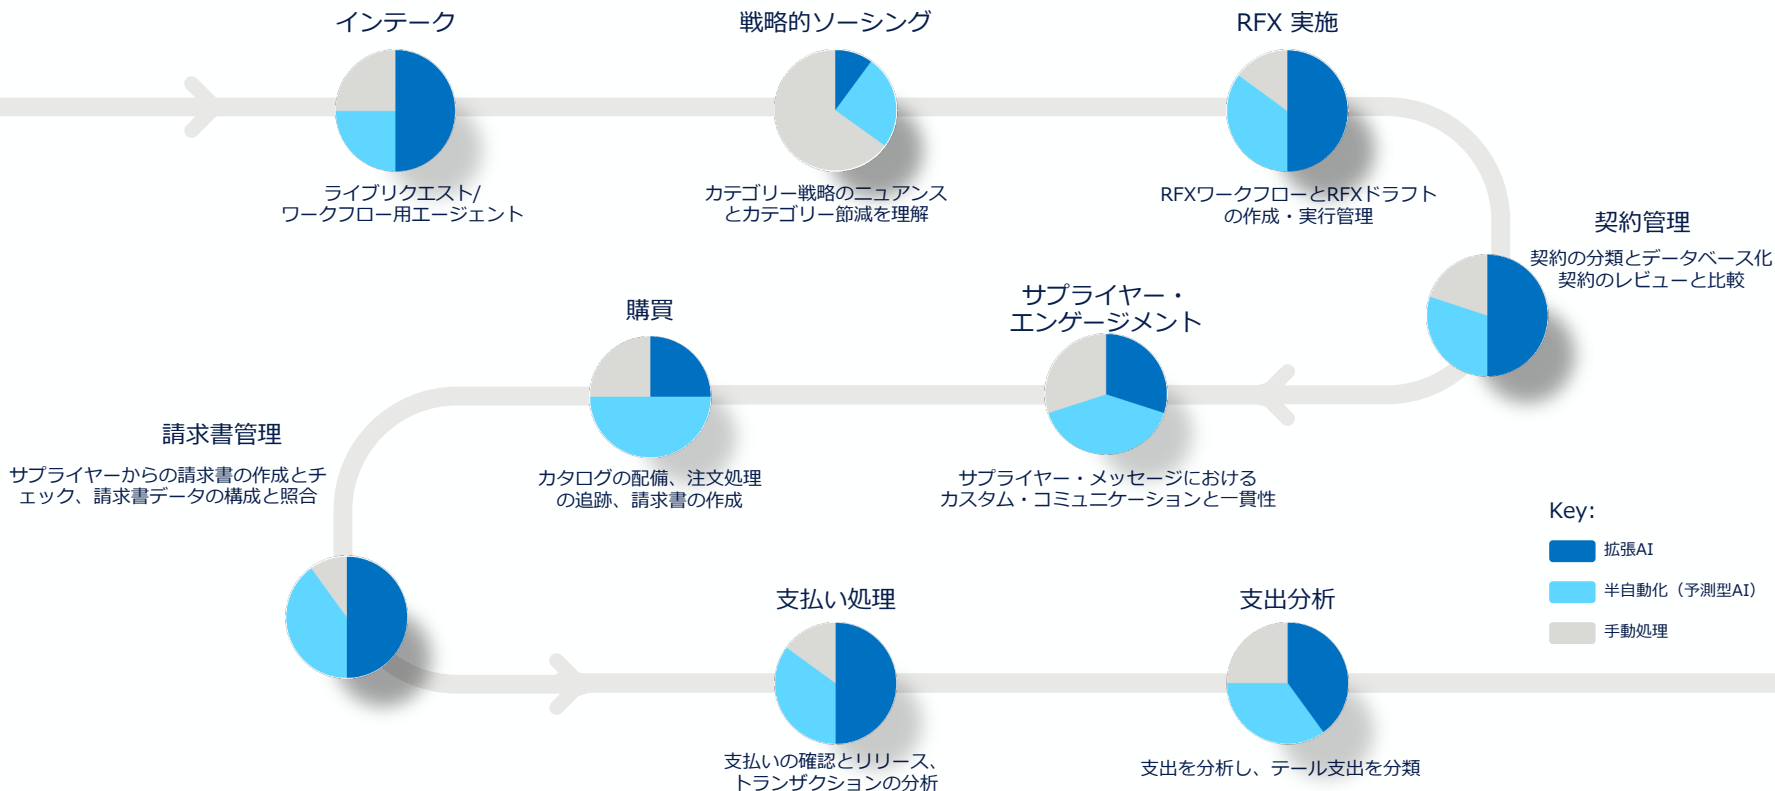 インテーク
ライブリクエスト/
ワークフロー用エージェント
戦略的ソーシング
カテゴリー戦略のニュアンス
とカテゴリー節減を理解
RFX 実施
RFXワークフローとRFXドラフト
の作成・実行管理
契約管理
契約の分類とデータベース化
契約のレビューと比較
サプライヤー・
エンゲージメント
サプライヤー・メッセージにおける
カスタム・コミュニケーションと一貫性
購買
カタログの配備、注文処理
の追跡、請求書の作成
請求書管理
サプライヤーからの請求書の作成とチ
ェック、請求書データの構成と照合
支払い処理
支払いの確認とリリース、
トランザクションの分析
支出分析
支出を分析し、テール支出を分類
Key:
拡張AI
半自動化（予測型AI）
手動処理